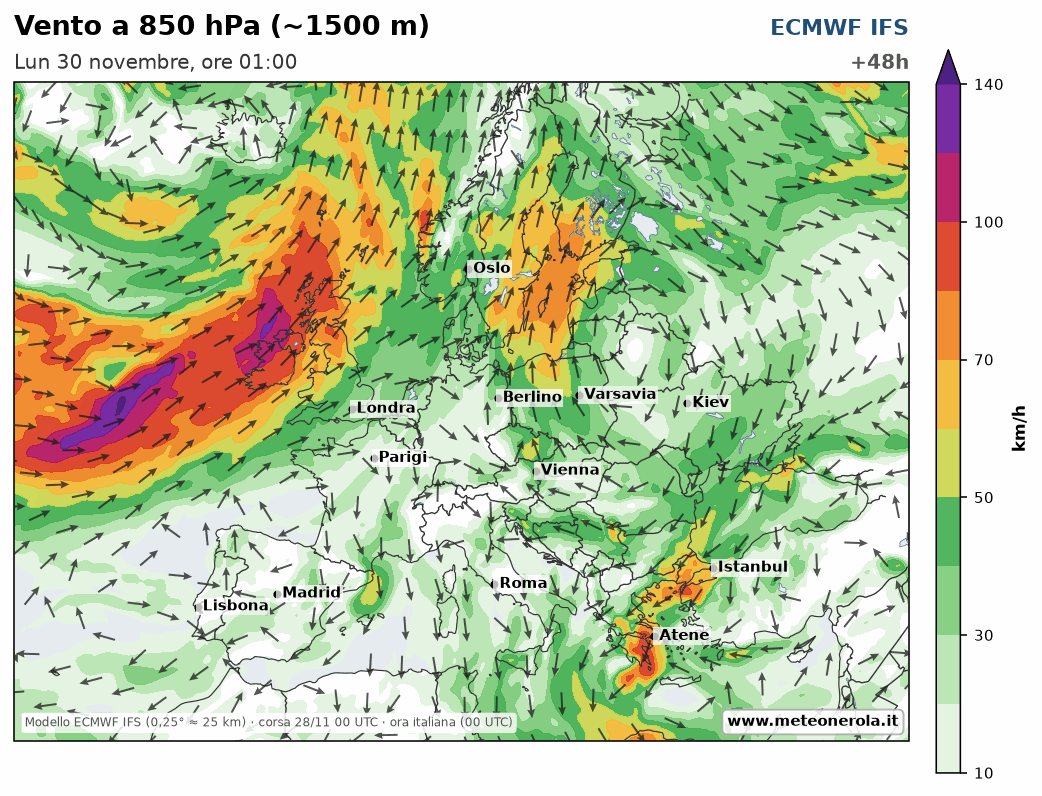 Vento a 850 hPa (~1500 m)
ECMWF IFS
Lun 30 novembre, ore 01:00
+48h
140
100
70
50
30
10
km/h
Oslo
Londra
Berlino
Varsavia
Kiev
Parigi
Vienna
Istanbul
Roma
Madrid
Lisbona
Atene
Modello ECMWF IFS (0,25° ≈ 25 km) · corsa 28/11 00 UTC · ora italiana (00 UTC)
www.meteonerola.it